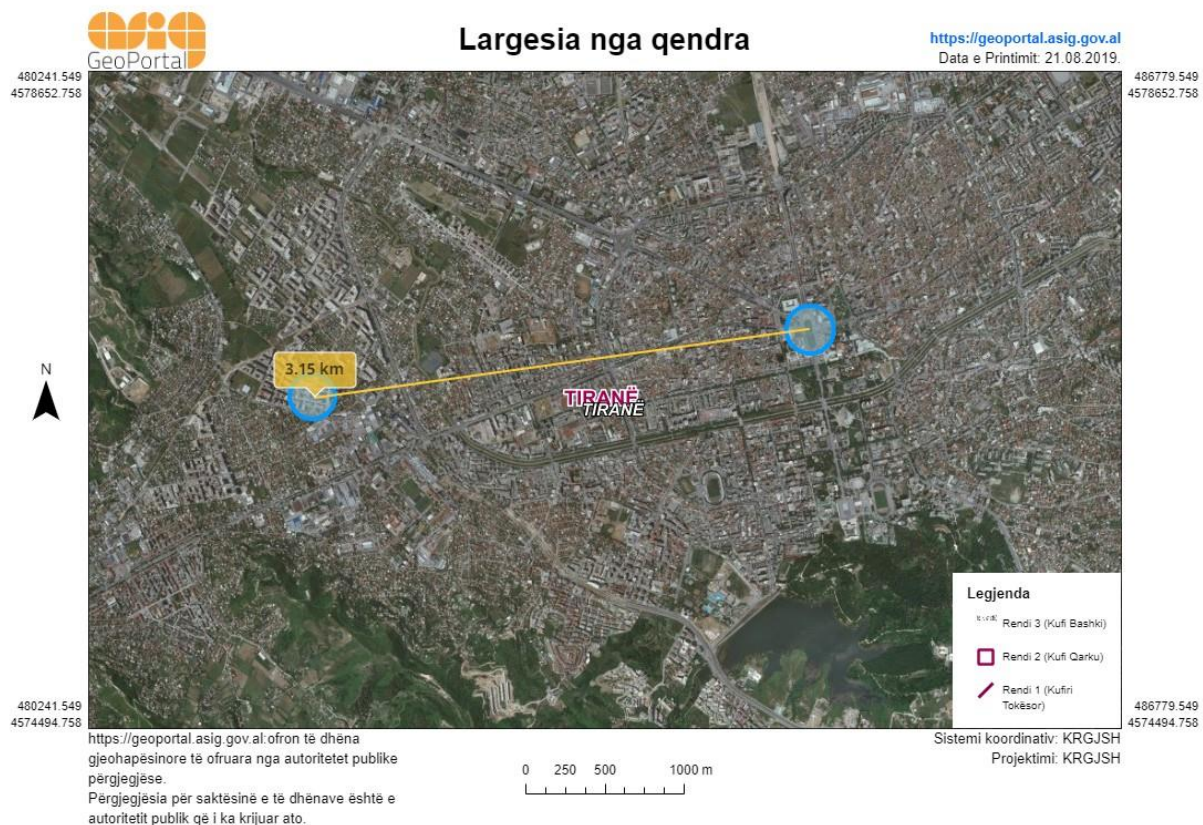 asig
GeoPortal
Largesia nga qendra
https://geoportal.asig.gov.al
Data e Printimit: 21.08.2019.
480241.549
4578652.758
486779.549
4578652.758
N
3.15 km
TIRANË
TIRANË
Legjenda
Rendi 3 (Kufi Bashki)
Rendi 2 (Kufi Qarku)
Rendi 1 (Kufiri
Tokësor)
480241.549
4574494.758
486779.549
4574494.758
https://geoportal.asig.gov.al:ofron të dhëna
gjeohapësinore të ofruara nga autoritetet publike
përgjegjëse.
Përgjegjësia për saktësinë e të dhënave është e
autoritetit publik që i ka krijuar ato.
0 250 500 1000 m
Sistemi koordinativ: KRGJSH
Projektimi: KRGJSH